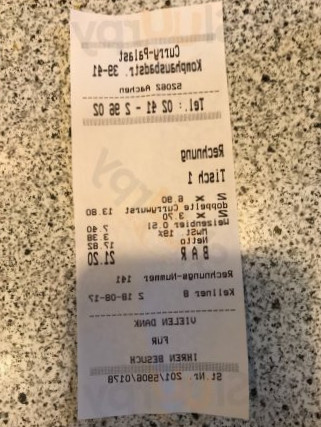 Curry-Palast
Komphausbadstr. 39-41
52062 Aachen
Tel.: 02 41 - 2 96 02
Rechnung
Tisch 1
2 x 6.90
doppelte Currywurst 13.80
2 x 3.70
Weizenbier 0.5l 7.40
MwSt 19% 3.38
Netto 17.82
BAR 21.20
Rechnungs-Nummer 141
Kellner 8 2 18-08-17
VIELEN DANK
FUR
IHREN BESUCH
St Nr. 201/5906/0178